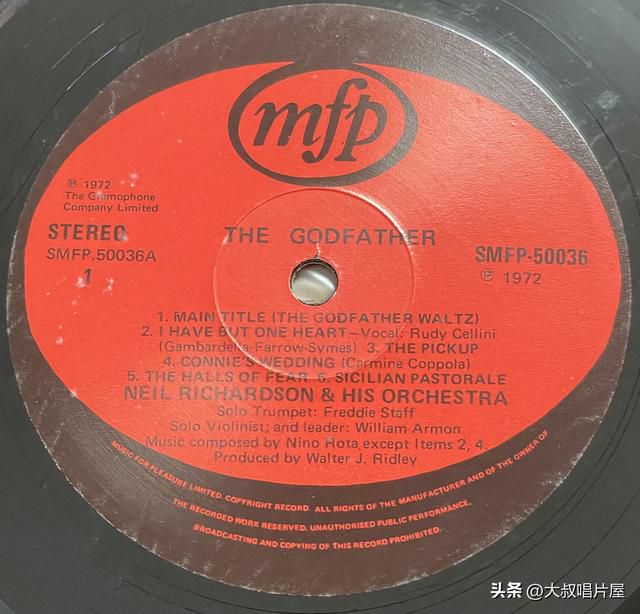 mfp
℗ 1972
The Gramophone
Company Limited
STEREO
SMFP.50036A
1
THE GODFATHER
SMFP-50036
℗ 1972
1. MAIN TITLE (THE GODFATHER WALTZ)
2. I HAVE BUT ONE HEART—Vocal: Rudy Cellini
(Gambardella-Farrow-Symes) 3. THE PICKUP
4. CONNIE'S WEDDING (Carmine Coppola)
5. THE HALLS OF FEAR 6. SICILIAN PASTORALE
NEIL RICHARDSON & HIS ORCHESTRA
Solo Trumpet: Freddie Staff
Solo Violinist; and leader: William Armon
Music composed by Nino Rota except Items 2, 4.
Produced by Walter J. Ridley
MUSIC FOR PLEASURE LIMITED. COPYRIGHT RECORD. ALL RIGHTS OF THE MANUFACTURER AND OF THE OWNER OF
THE RECORDED WORK RESERVED. UNAUTHORISED PUBLIC PERFORMANCE,
BROADCASTING AND COPYING OF THIS RECORD PROHIBITED.
头条 @大叔唱片屋